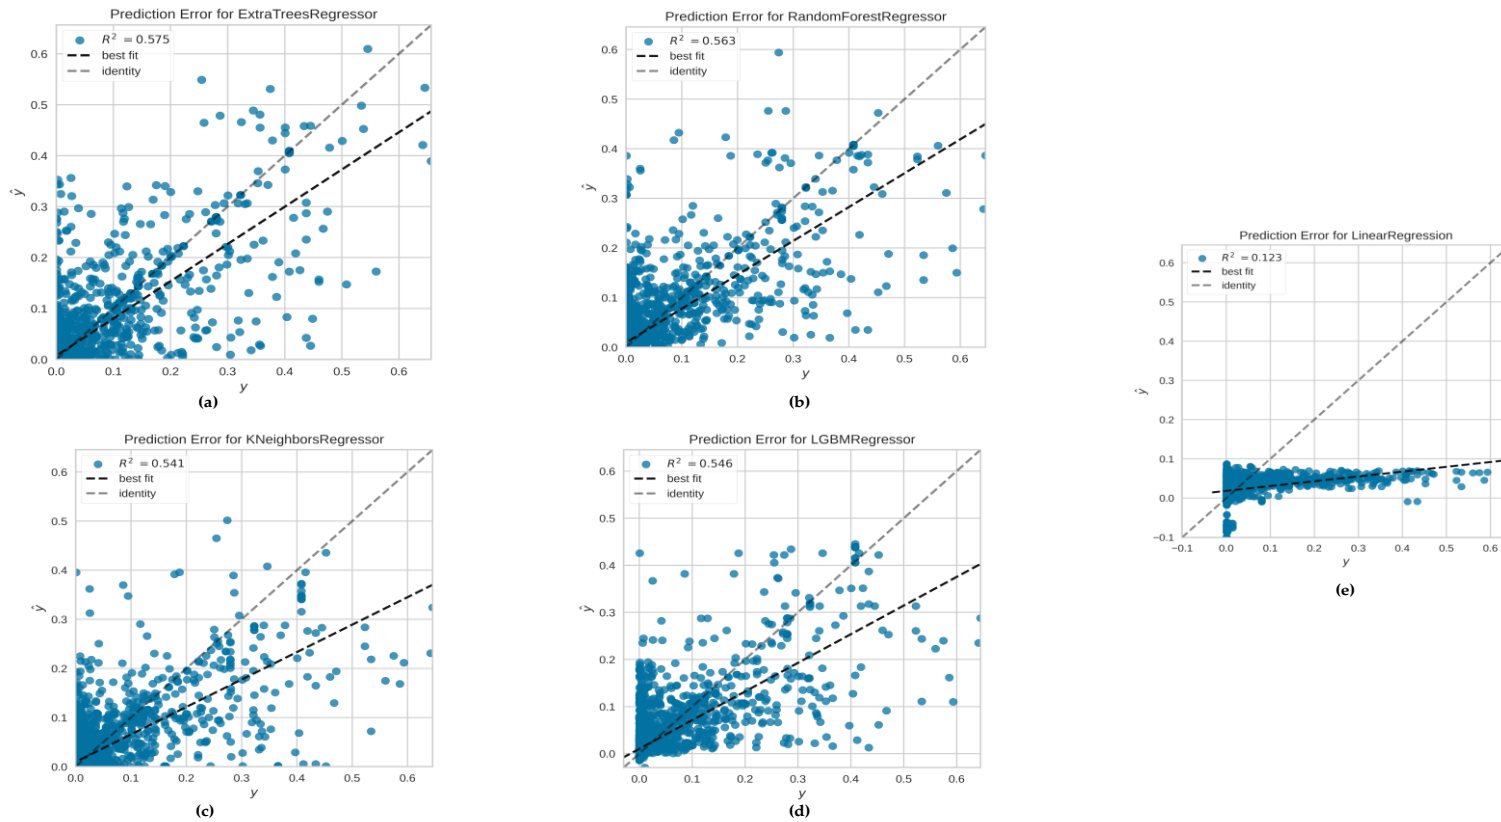 Prediction Error for ExtraTreesRegressor
R² = 0.575
best fit
identity
0.6
0.5
0.4
0.3
0.2
0.1
0.0
ŷ
0.0 0.1 0.2 0.3 0.4 0.5 0.6
y
(a)
Prediction Error for RandomForestRegressor
R² = 0.563
best fit
identity
0.6
0.5
0.4
0.3
0.2
0.1
0.0
ŷ
0.0 0.1 0.2 0.3 0.4 0.5 0.6
y
(b)
Prediction Error for KNeighborsRegressor
R² = 0.541
best fit
identity
0.6
0.5
0.4
0.3
0.2
0.1
0.0
ŷ
0.0 0.1 0.2 0.3 0.4 0.5 0.6
y
(c)
Prediction Error for LGBMRegressor
R² = 0.546
best fit
identity
0.6
0.5
0.4
0.3
0.2
0.1
0.0
ŷ
0.0 0.1 0.2 0.3 0.4 0.5 0.6
y
(d)
Prediction Error for LinearRegression
R² = 0.123
best fit
identity
0.6
0.5
0.4
0.3
0.2
0.1
0.0
−0.1
ŷ
−0.1 0.0 0.1 0.2 0.3 0.4 0.5 0.6
y
(e)